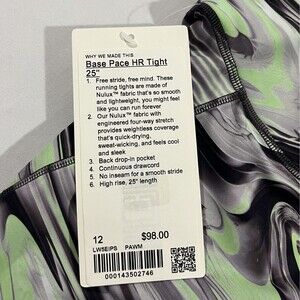 WHY WE MADE THIS
Base Pace HR Tight
25"
1. Free stride, free mind. These
running tights are made of
Nulux™ fabric that's so smooth
and lightweight, you might feel
like you can run forever
2. Our Nulux™ fabric with
engineered four-way stretch
provides weightless coverage
that's quick-drying,
sweat-wicking, and feels cool
and sleek
3. Back drop-in pocket
4. Continuous drawcord
5. No inseam for a smooth stride
6. High rise, 25" length
12 $98.00
LW5EIPS PAWM
000143502746